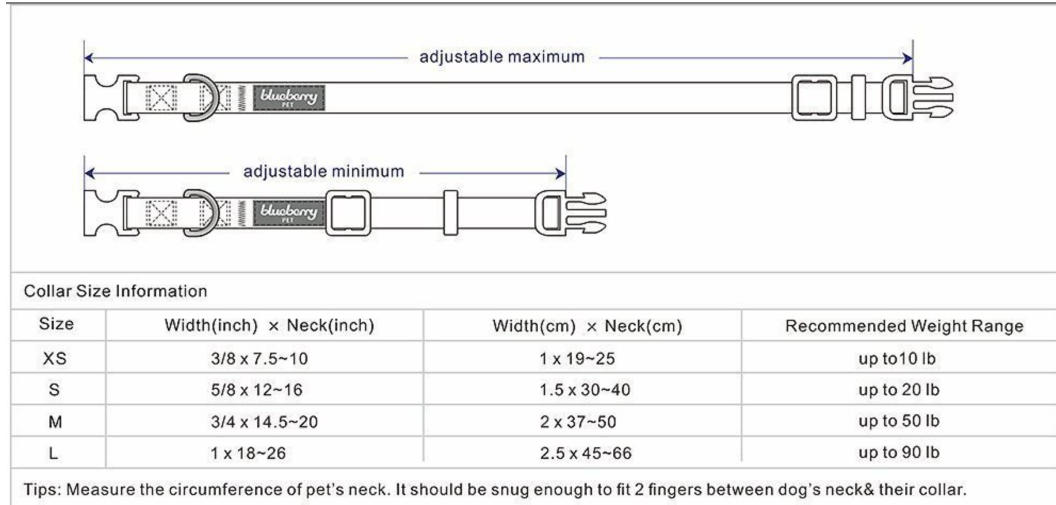 adjustable maximum
blueberry
PET
adjustable minimum
blueberry
PET
Collar Size Information
Size Width(inch) × Neck(inch) Width(cm) × Neck(cm) Recommended Weight Range
XS 3/8 x 7.5~10 1 x 19~25 up to10 lb
S 5/8 x 12~16 1.5 x 30~40 up to 20 lb
M 3/4 x 14.5~20 2 x 37~50 up to 50 lb
L 1 x 18~26 2.5 x 45~66 up to 90 lb
Tips: Measure the circumference of pet's neck. It should be snug enough to fit 2 fingers between dog's neck& their collar.